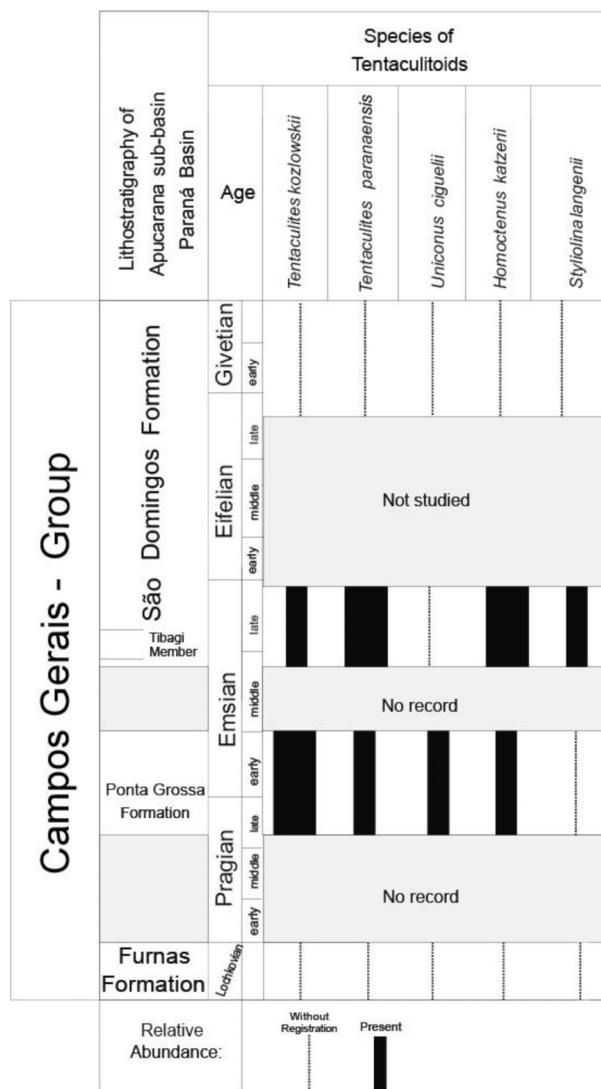 Species of
Tentaculitoids
Lithostratigraphy of
Apucarana sub-basin
Paraná Basin
Age
Tentaculites kozlowskii
Tentaculites paranaensis
Uniconus ciguelii
Homoctenus katzerii
Styliolina langenii
Campos Gerais - Group
São Domingos Formation
Tibagi
Member
Ponta Grossa
Formation
Furnas
Formation
Givetian
early
Eifelian
late
middle
early
Emsian
late
middle
early
Pragian
late
middle
early
Lochkovian
Not studied
No record
No record
Relative
Abundance:
Without
Registration
Present